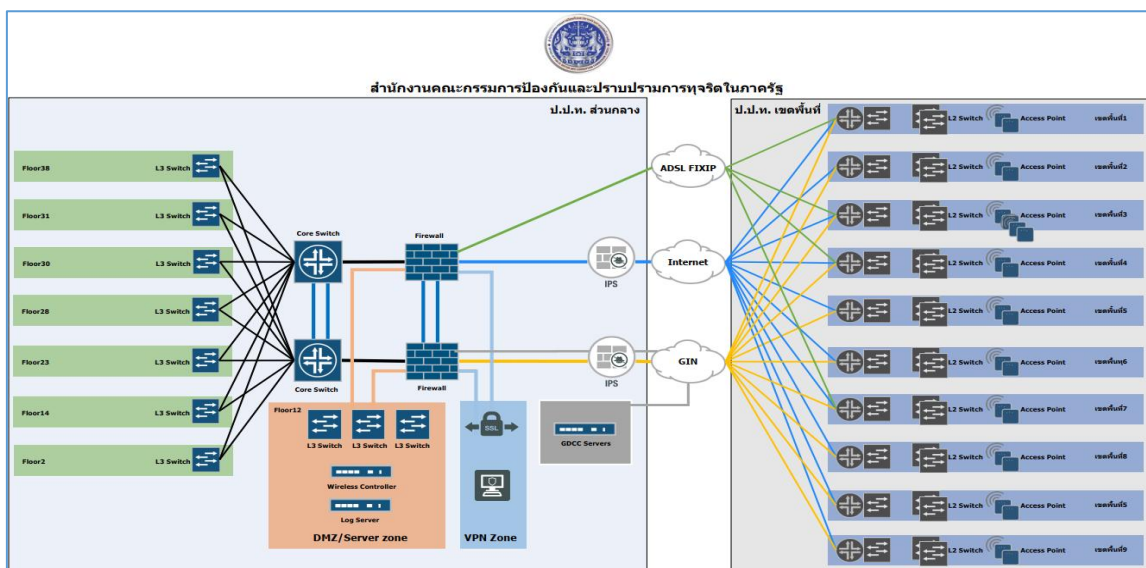 สำนักงานคณะกรรมการป้องกันและปราบปรามการทุจริตในภาครัฐ
ป.ป.ท. ส่วนกลาง
ป.ป.ท. เขตพื้นที่
Floor38 L3 Switch
Floor31 L3 Switch
Floor30 L3 Switch
Floor28 L3 Switch
Floor23 L3 Switch
Floor14 L3 Switch
Floor2 L3 Switch
Core Switch
Core Switch
Firewall
Firewall
Floor12
L3 Switch L3 Switch L3 Switch
Wireless Controller
Log Server
DMZ/Server zone
SSL
VPN Zone
IPS
IPS
GDCC Servers
ADSL FIXIP
Internet
GIN
L2 Switch Access Point เขตพื้นที่1
L2 Switch Access Point เขตพื้นที่2
L2 Switch Access Point เขตพื้นที่3
L2 Switch Access Point เขตพื้นที่4
L2 Switch Access Point เขตพื้นที่5
L2 Switch Access Point เขตพื้นที่6
L2 Switch Access Point เขตพื้นที่7
L2 Switch Access Point เขตพื้นที่8
L2 Switch Access Point
L2 Switch Access Point เขตพื้นที่9